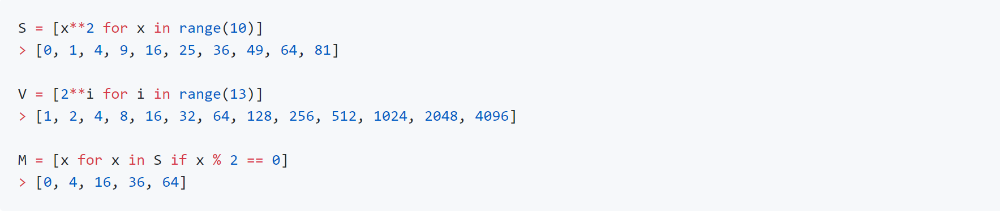 S = [x**2 for x in range(10)]
> [0, 1, 4, 9, 16, 25, 36, 49, 64, 81]
V = [2**i for i in range(13)]
> [1, 2, 4, 8, 16, 32, 64, 128, 256, 512, 1024, 2048, 4096]
M = [x for x in S if x % 2 == 0]
> [0, 4, 16, 36, 64]